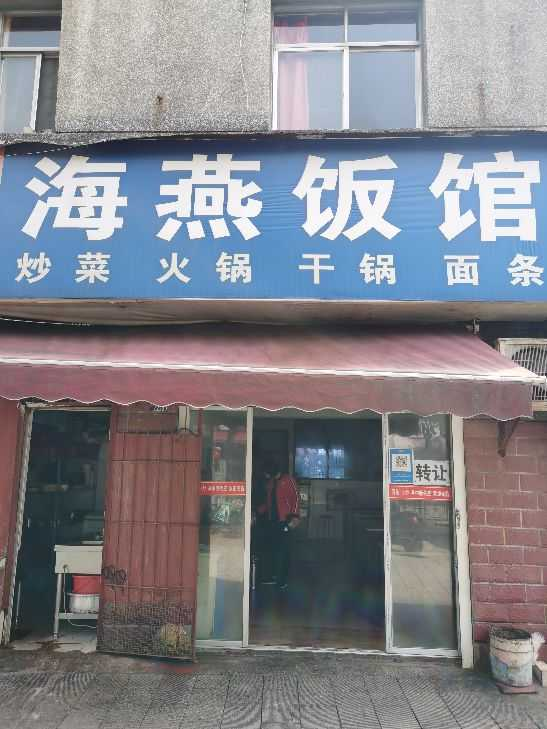 海燕饭馆
炒菜 火锅 干锅 面条
转让